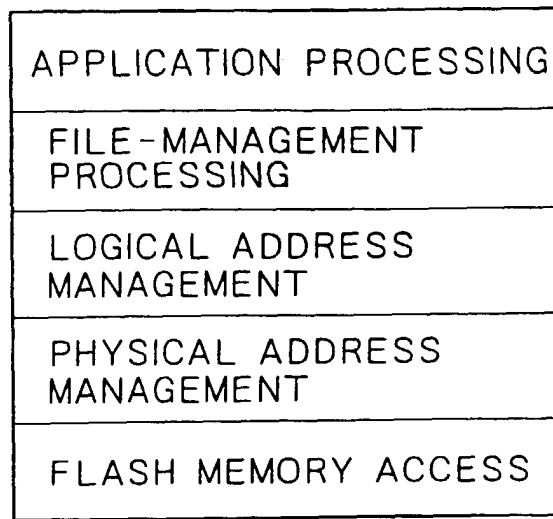 APPLICATION PROCESSING
FILE-MANAGEMENT
PROCESSING
LOGICAL ADDRESS
MANAGEMENT
PHYSICAL ADDRESS
MANAGEMENT
FLASH MEMORY ACCESS